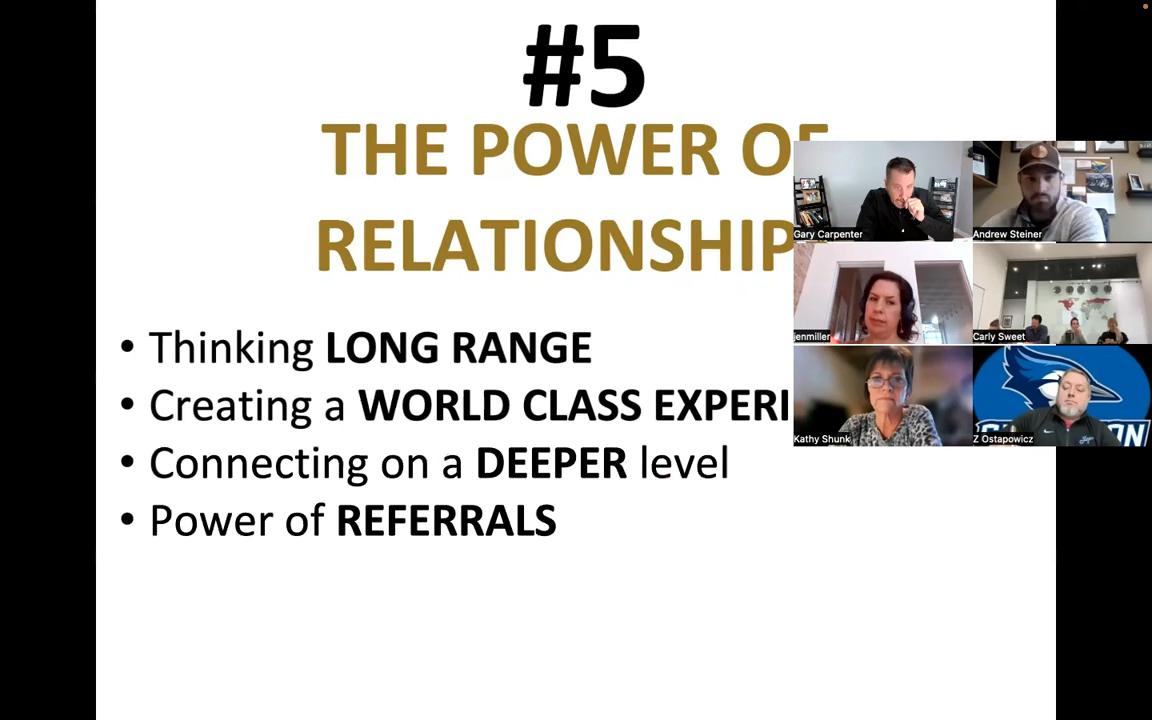 #5
THE POWER OF
RELATIONSHIP
• Thinking LONG RANGE
• Creating a WORLD CLASS EXPERI
• Connecting on a DEEPER level
• Power of REFERRALS
Gary Carpenter
Andrew Steiner
jenmiller
Carly Sweet
Kathy Shunk
Z Ostapowicz